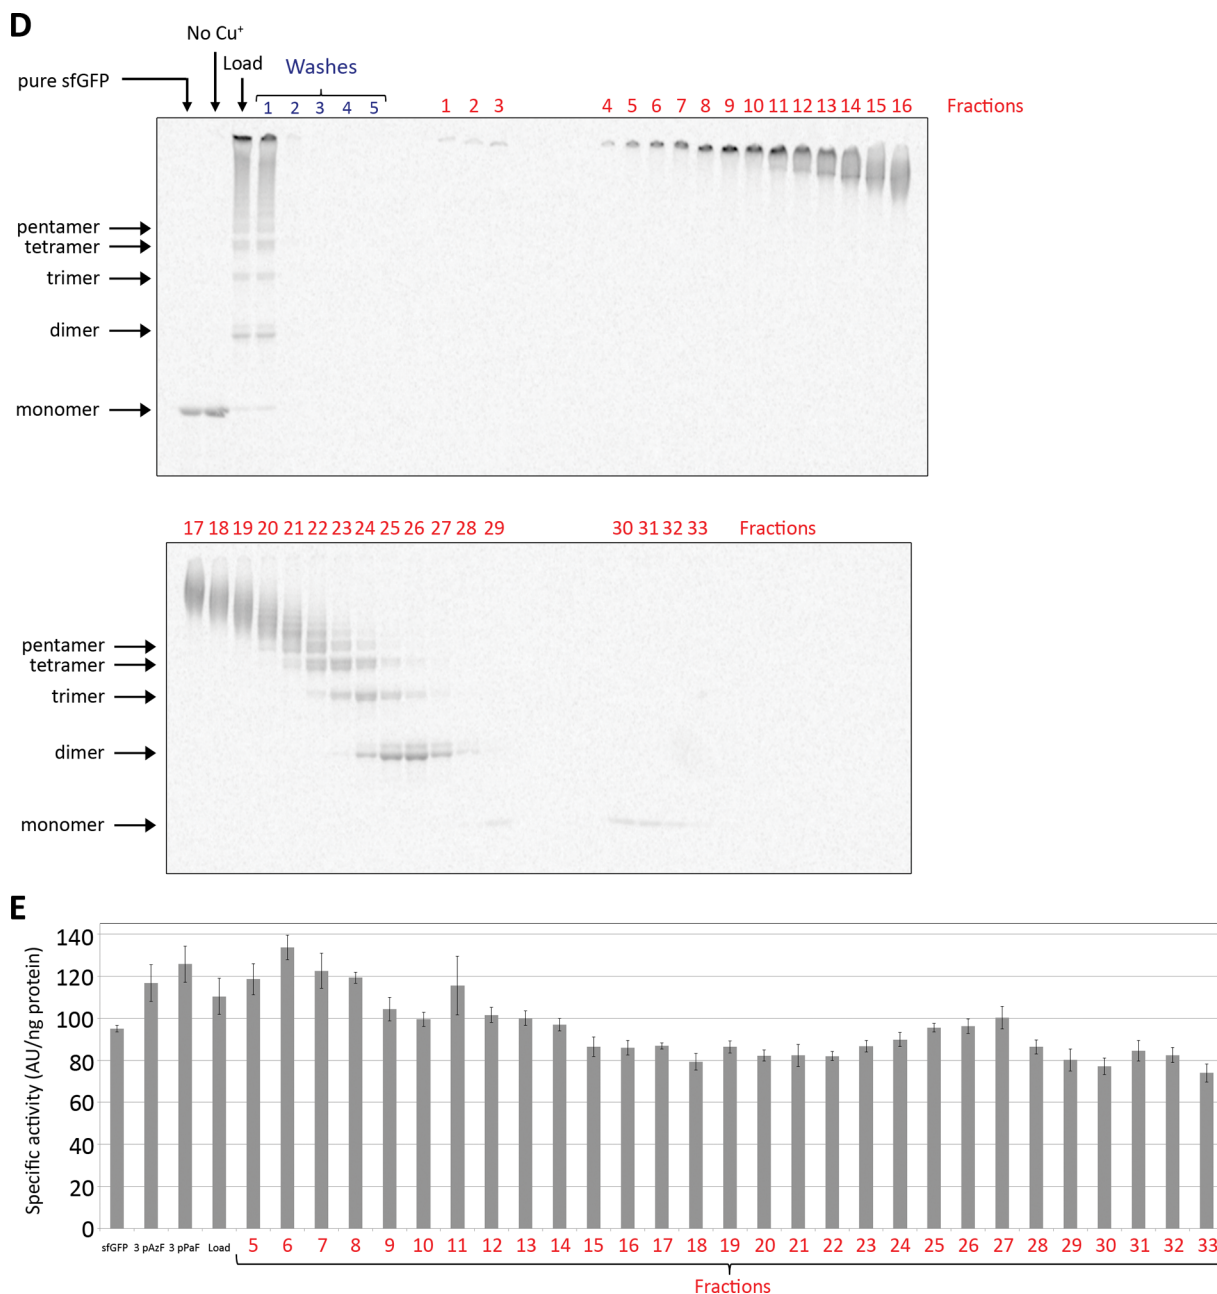 D
No Cu+
Load
pure sfGFP
Washes
1 2 3 4 5
1 2 3 4 5 6 7 8 9 10 11 12 13 14 15 16 Fractions
pentamer
tetramer
trimer
dimer
monomer
17 18 19 20 21 22 23 24 25 26 27 28 29 30 31 32 33 Fractions
pentamer
tetramer
trimer
dimer
monomer
E
Specific activity (AU/ng protein)
140
120
100
80
60
40
20
0
sfGFP 3 pAzF 3 pPaF Load 5 6 7 8 9 10 11 12 13 14 15 16 17 18 19 20 21 22 23 24 25 26 27 28 29 30 31 32 33
Fractions